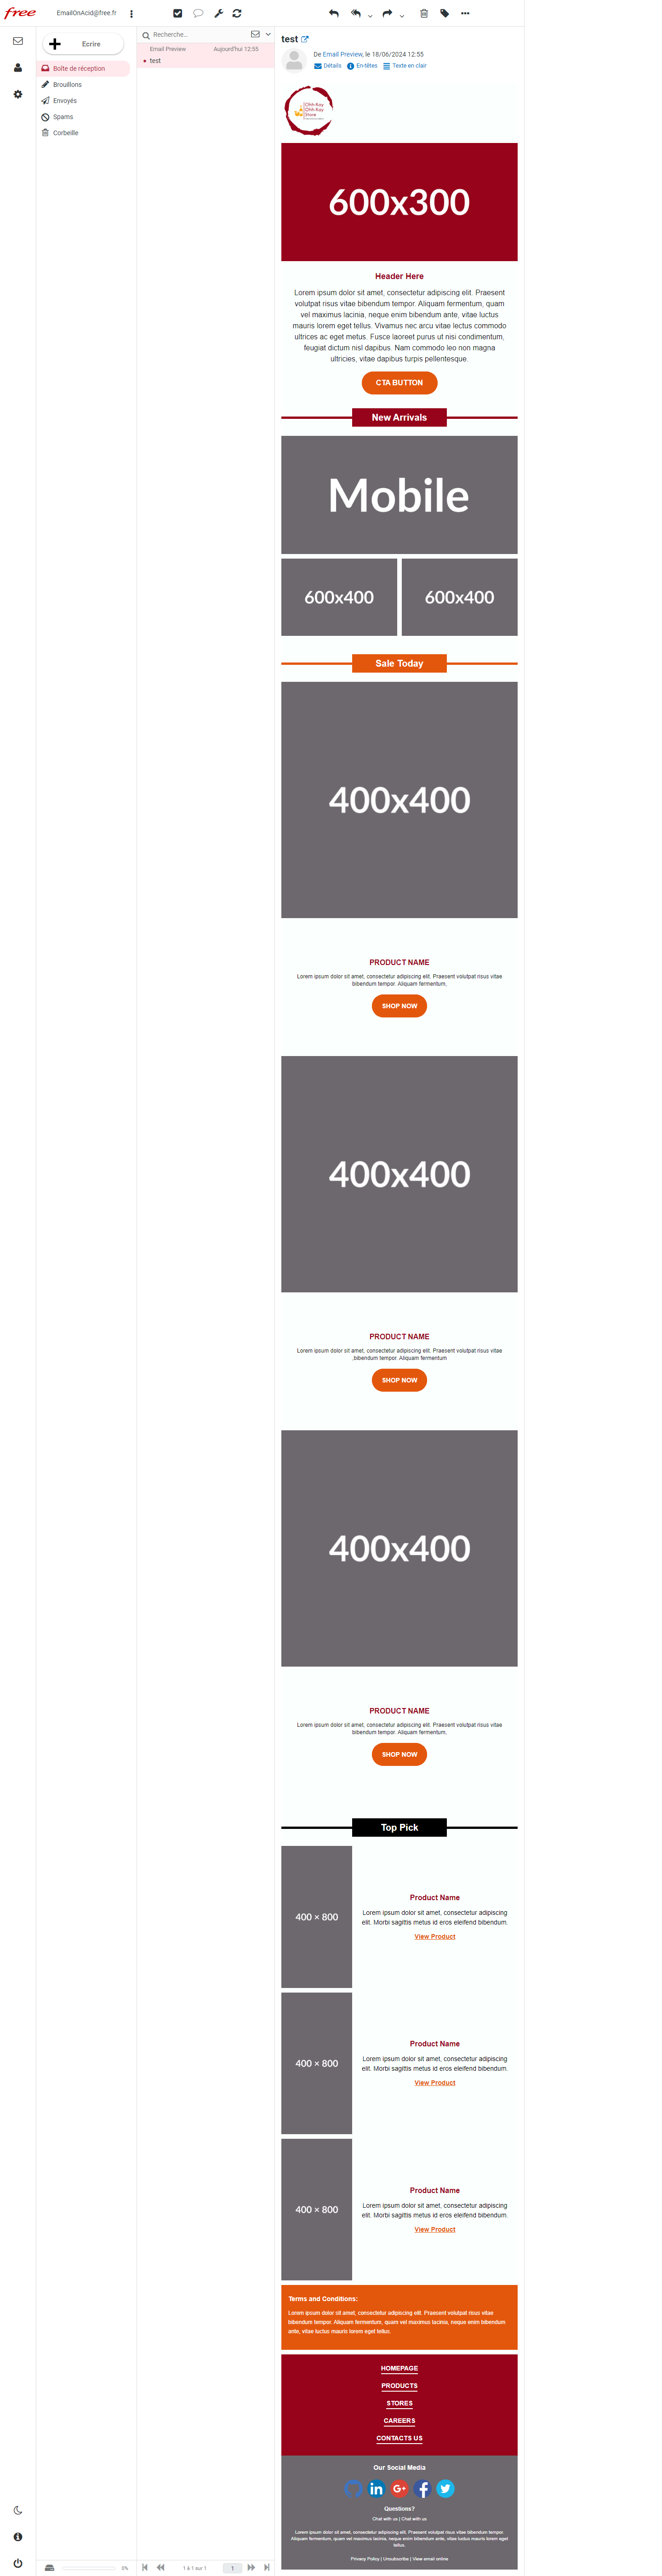 free
EmailOnAcid@free.fr
Ecrire
Boîte de réception
Brouillons
Envoyés
Spams
Corbeille
Recherche...
Email Preview Aujourd'hui 12:55
test
test
De Email Preview, le 18/06/2024 12:55
Détails En-têtes Texte en clair
Ohh-Kay
Ohh-Kay
Store
600x300
Header Here
Lorem ipsum dolor sit amet, consectetur adipiscing elit. Praesent
volutpat risus vitae bibendum tempor. Aliquam fermentum, quam
vel maximus lacinia, neque enim bibendum ante, vitae luctus
mauris lorem eget tellus. Vivamus nec arcu vitae lectus commodo
ultrices ac eget metus. Fusce laoreet purus ut nisi condimentum,
feugiat dictum nisl dapibus. Nam commodo leo non magna
ultricies, vitae dapibus turpis pellentesque.
CTA BUTTON
New Arrivals
Mobile
600x400 600x400
Sale Today
400x400
PRODUCT NAME
Lorem ipsum dolor sit amet, consectetur adipiscing elit. Praesent volutpat risus vitae
bibendum tempor. Aliquam fermentum,
SHOP NOW
400x400
PRODUCT NAME
Lorem ipsum dolor sit amet, consectetur adipiscing elit. Praesent volutpat risus vitae
,bibendum tempor. Aliquam fermentum
SHOP NOW
400x400
PRODUCT NAME
Lorem ipsum dolor sit amet, consectetur adipiscing elit. Praesent volutpat risus vitae
bibendum tempor. Aliquam fermentum,
SHOP NOW
Top Pick
400 × 800
Product Name
Lorem ipsum dolor sit amet, consectetur adipiscing
elit. Morbi sagittis metus id eros eleifend bibendum.
View Product
400 × 800
Product Name
Lorem ipsum dolor sit amet, consectetur adipiscing
elit. Morbi sagittis metus id eros eleifend bibendum.
View Product
400 × 800
Product Name
Lorem ipsum dolor sit amet, consectetur adipiscing
elit. Morbi sagittis metus id eros eleifend bibendum.
View Product
Terms and Conditions:
Lorem ipsum dolor sit amet, consectetur adipiscing elit. Praesent volutpat risus vitae
bibendum tempor. Aliquam fermentum, quam vel maximus lacinia, neque enim bibendum
ante, vitae luctus mauris lorem eget tellus.
HOMEPAGE
PRODUCTS
STORES
CAREERS
CONTACTS US
Our Social Media
Questions?
Chat with us | Chat with us
Lorem ipsum dolor sit amet, consectetur adipiscing elit. Praesent volutpat risus vitae bibendum tempor.
Aliquam fermentum, quam vel maximus lacinia, neque enim bibendum ante, vitae luctus mauris lorem eget
tellus.
Privacy Policy | Unsubscribe | View email online
0% 1 à 1 sur 1 1